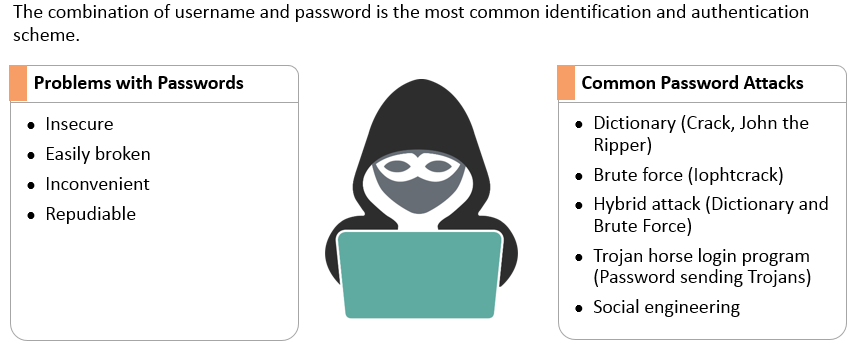 The combination of username and password is the most common identification and authentication
scheme.
Problems with Passwords
• Insecure
• Easily broken
• Inconvenient
• Repudiable
Common Password Attacks
• Dictionary (Crack, John the
Ripper)
• Brute force (lophtcrack)
• Hybrid attack (Dictionary and
Brute Force)
• Trojan horse login program
(Password sending Trojans)
• Social engineering